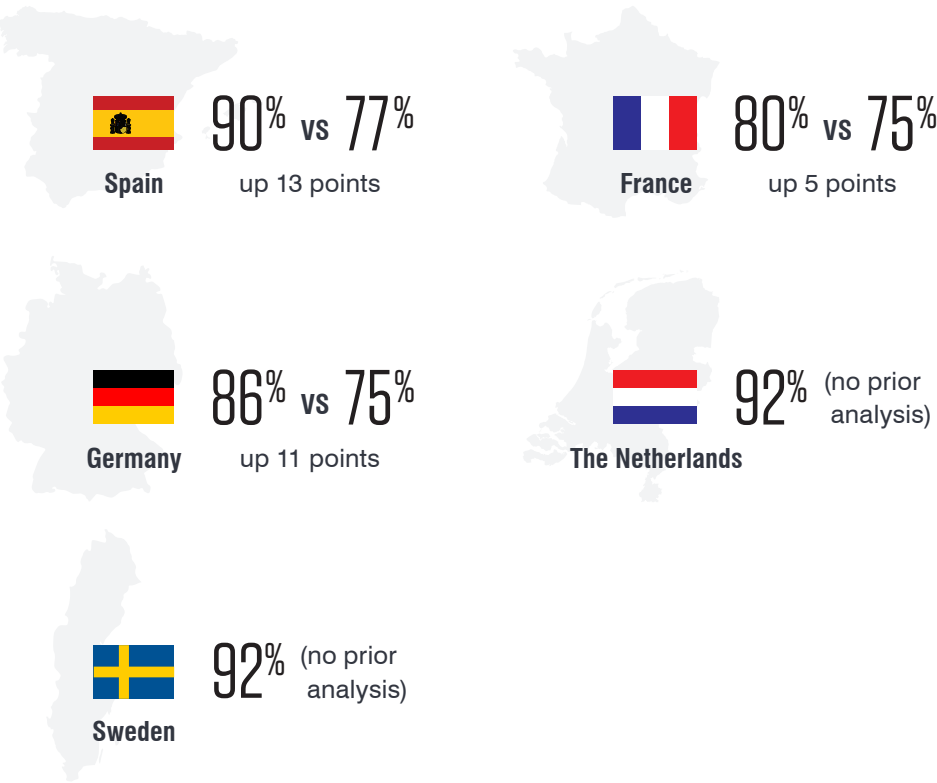 90% vs 77%
Spain
up 13 points
80% vs 75%
France
up 5 points
86% vs 75%
Germany
up 11 points
92% (no prior
analysis)
The Netherlands
92% (no prior
analysis)
Sweden